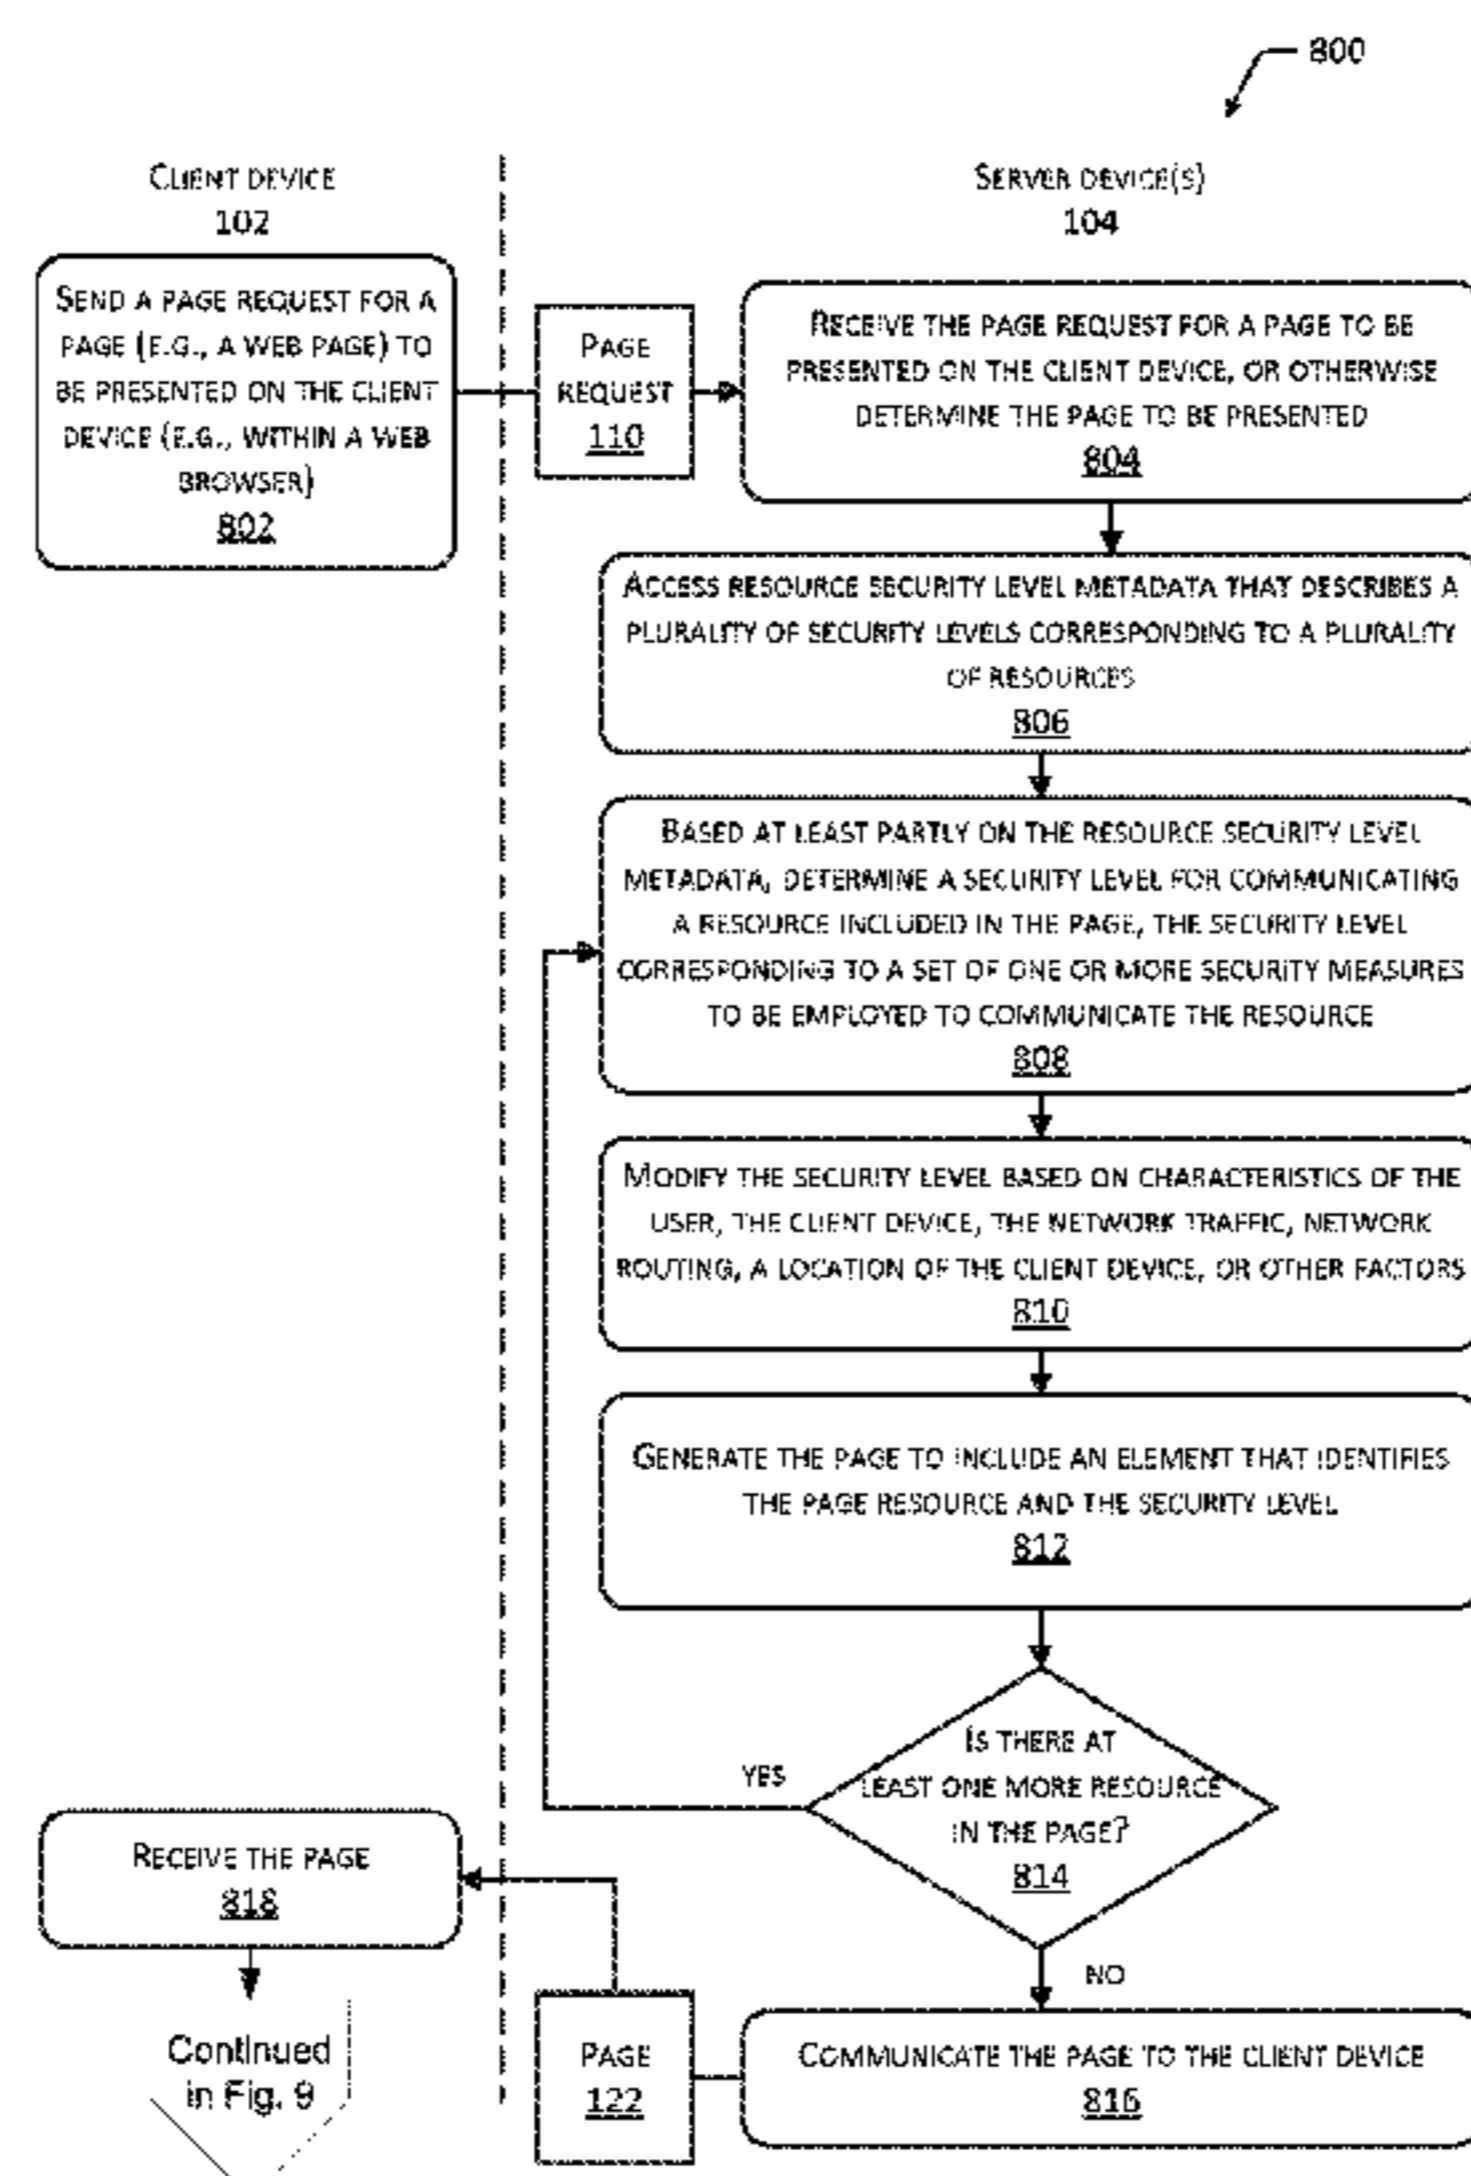 800
CLIENT DEVICE
102
SERVER DEVICE(S)
104
SEND A PAGE REQUEST FOR A
PAGE (E.G., A WEB PAGE) TO
BE PRESENTED ON THE CLIENT
DEVICE (E.G., WITHIN A WEB
BROWSER)
802
PAGE
REQUEST
110
RECEIVE THE PAGE REQUEST FOR A PAGE TO BE
PRESENTED ON THE CLIENT DEVICE, OR OTHERWISE
DETERMINE THE PAGE TO BE PRESENTED
804
ACCESS RESOURCE SECURITY LEVEL METADATA THAT DESCRIBES A
PLURALITY OF SECURITY LEVELS CORRESPONDING TO A PLURALITY
OF RESOURCES
806
BASED AT LEAST PARTLY ON THE RESOURCE SECURITY LEVEL
METADATA, DETERMINE A SECURITY LEVEL FOR COMMUNICATING
A RESOURCE INCLUDED IN THE PAGE, THE SECURITY LEVEL
CORRESPONDING TO A SET OF ONE OR MORE SECURITY MEASURES
TO BE EMPLOYED TO COMMUNICATE THE RESOURCE
808
MODIFY THE SECURITY LEVEL BASED ON CHARACTERISTICS OF THE
USER, THE CLIENT DEVICE, THE NETWORK TRAFFIC, NETWORK
ROUTING, A LOCATION OF THE CLIENT DEVICE, OR OTHER FACTORS
810
GENERATE THE PAGE TO INCLUDE AN ELEMENT THAT IDENTIFIES
THE PAGE RESOURCE AND THE SECURITY LEVEL
812
IS THERE AT
LEAST ONE MORE RESOURCE
IN THE PAGE?
814
YES
NO
RECEIVE THE PAGE
818
Continued
in Fig. 9
PAGE
122
COMMUNICATE THE PAGE TO THE CLIENT DEVICE
816